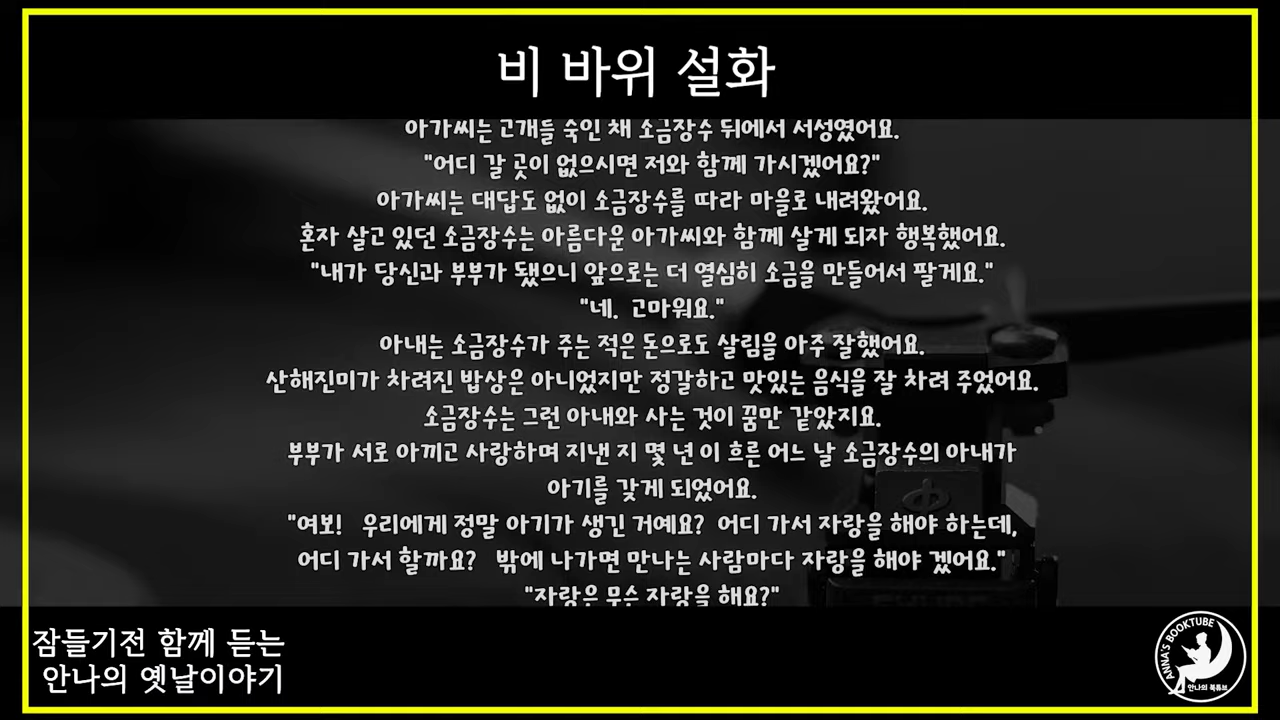 비 바위 설화
아가씨는 고개를 숙인 채 소금장수 뒤에서 서성였어요.
"어디 갈 곳이 없으시면 저와 함께 가시겠어요?"
아가씨는 대답도 없이 소금장수를 따라 마을로 내려왔어요.
혼자 살고 있던 소금장수는 아름다운 아가씨와 함께 살게 되자 행복했어요.
"내가 당신과 부부가 됐으니 앞으로는 더 열심히 소금을 만들어서 팔게요."
"네. 고마워요."
아내는 소금장수가 주는 적은 돈으로도 살림을 아주 잘했어요.
산해진미가 차려진 밥상은 아니었지만 정갈하고 맛있는 음식을 잘 차려 주었어요.
소금장수는 그런 아내와 사는 것이 꿈만 같았지요.
부부가 서로 아끼고 사랑하며 지낸 지 몇 년 이 흐른 어느 날 소금장수의 아내가
아기를 갖게 되었어요.
"여보! 우리에게 정말 아기가 생긴 거예요? 어디 가서 자랑을 해야 하는데,
어디 가서 할까요? 밖에 나가면 만나는 사람마다 자랑을 해야 겠어요."
"자랑은 무슨 자랑을 해요?"
잠들기전 함께 듣는
안나의 옛날이야기
ANNA'S BOOKTUBE
안나의 북튜브